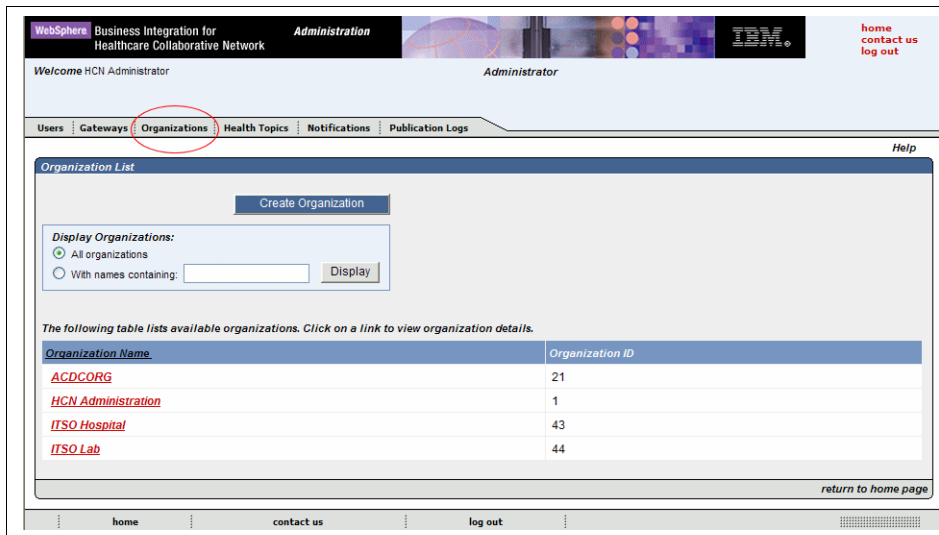 WebSphere Business Integration for Healthcare Collaborative Network
Administration
IBM.
home
contact us
log out
Welcome HCN Administrator
Administrator
Users Gateways Organizations Health Topics Notifications Publication Logs
Help
Organization List
Create Organization
Display Organizations:
All organizations
With names containing: Display
The following table lists available organizations. Click on a link to view organization details.
Organization Name Organization ID
ACDCORG 21
HCN Administration 1
ITSO Hospital 43
ITSO Lab 44
return to home page
home contact us log out